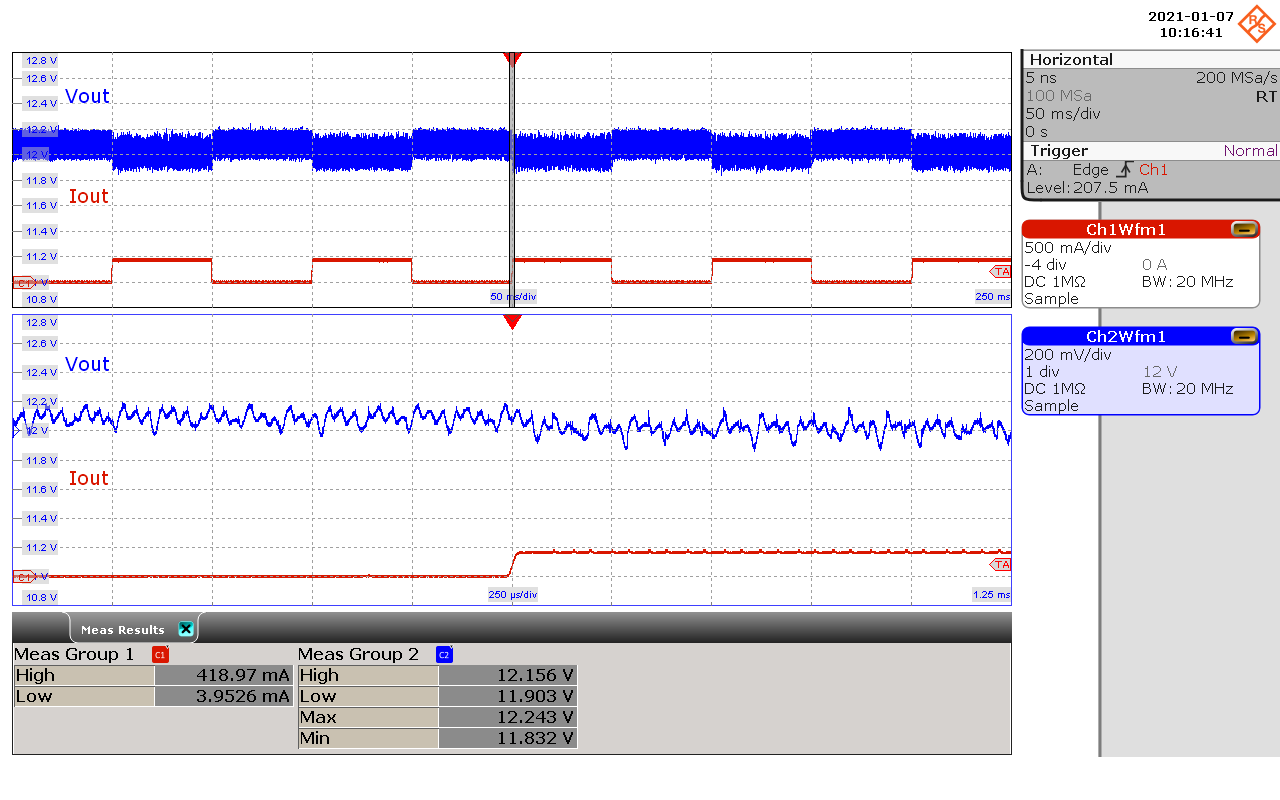 2021-01-07
10:16:41
R
S
Horizontal
5 ns 200 MSa/s
100 MSa RT
50 ms/div
0 s
Trigger Normal
A: Edge Ch1
Level: 207.5 mA
Ch1Wfm1
500 mA/div
-4 div 0 A
DC 1MΩ BW: 20 MHz
Sample
Ch2Wfm1
200 mV/div
1 div 12 V
DC 1MΩ BW: 20 MHz
Sample
12.8 V
12.6 V
12.4 V
Vout
12.2 V
12 V
11.8 V
Iout
11.6 V
11.4 V
11.2 V
C1 V
TA
10.8 V
50 ms/div
250 ms
12.8 V
12.6 V
Vout
12.4 V
12.2 V
12 V
11.8 V
Iout
11.6 V
11.4 V
11.2 V
TA
C1 V
10.8 V
250 µs/div
1.25 ms
Meas Results
Meas Group 1 C1
High 418.97 mA
Low 3.9526 mA
Meas Group 2 C2
High 12.156 V
Low 11.903 V
Max 12.243 V
Min 11.832 V